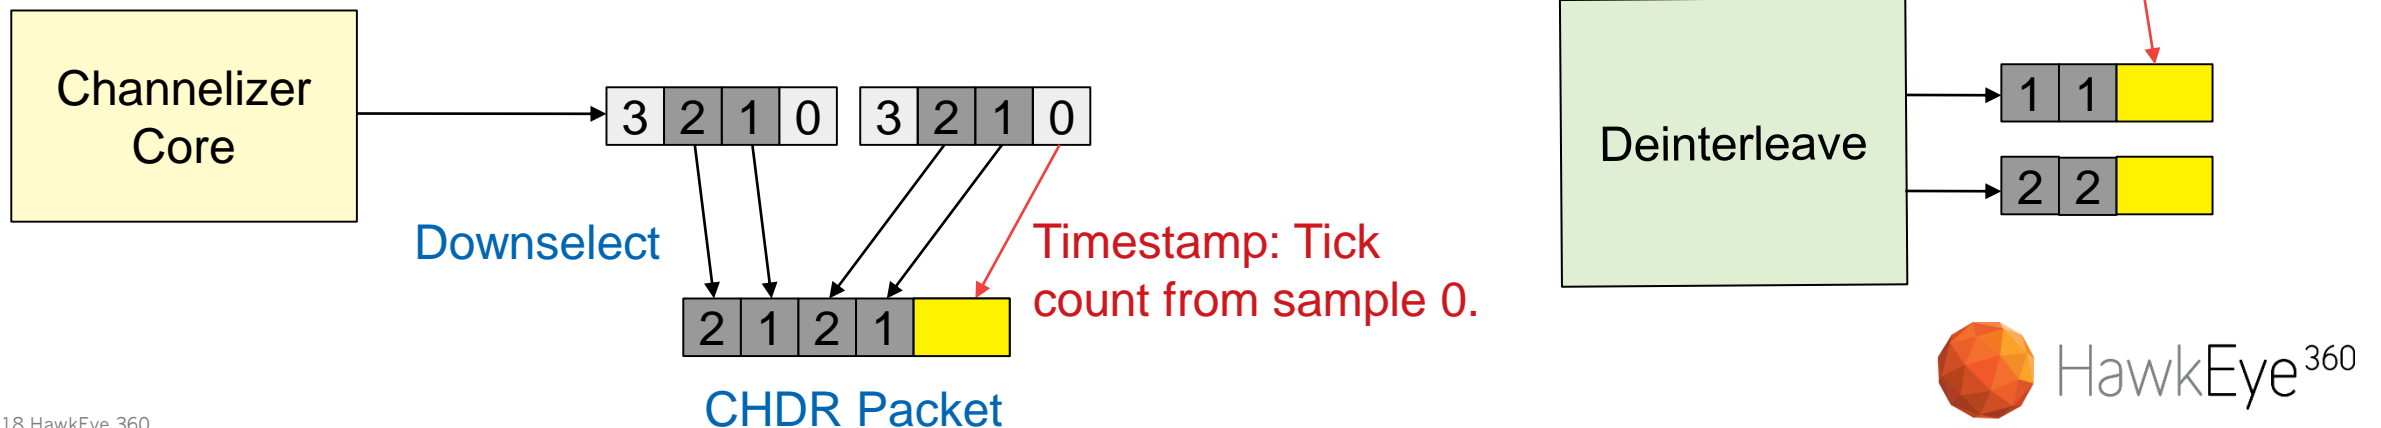 Channelizer
Core
3 2 1 0 3 2 1 0
Downselect
Timestamp: Tick
count from sample 0.
2 1 2 1
CHDR Packet
Deinterleave
1 1
2 2
HawkEye 360
18 HawkEye 360